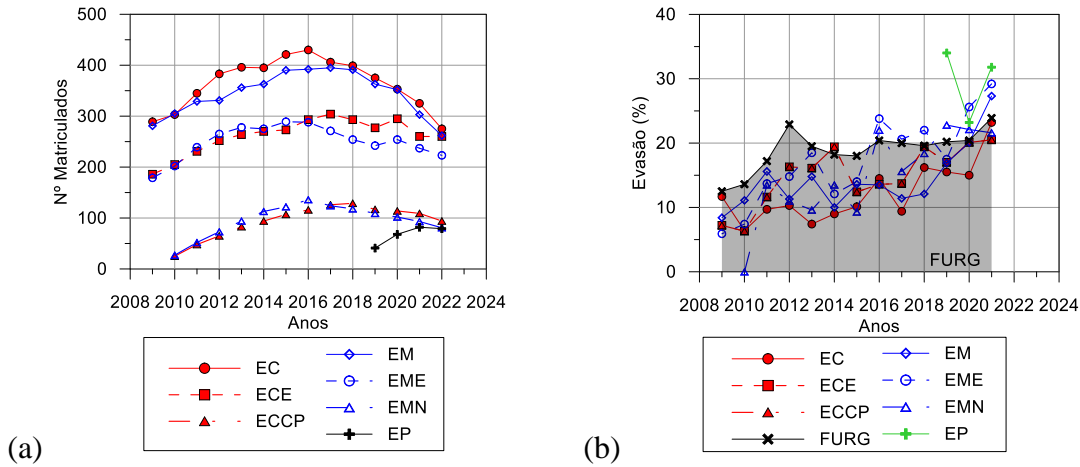 500
400
300
200
100
0
Nº Matriculados
2008 2010 2012 2014 2016 2017 2018 2020 2022 2024
Anos
EC
ECE
ECCP
EM
EME
EMN
EP
(a)
40
30
20
10
0
Evasão (%)
FURG
2008 2010 2012 2014 2016 2017 2018 2020 2022 2024
Anos
EC
ECE
ECCP
FURG
EM
EME
EMN
EP
(b)